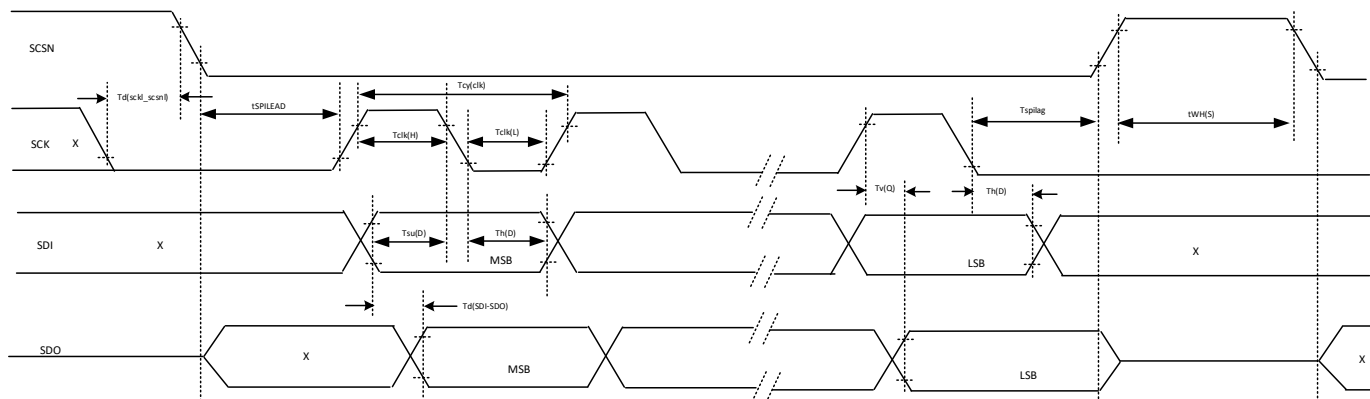 SCSN
Tcy(clk)
Td(sckl_scsnl)
tSPILEAD
Tspilag
tWH(S)
Tclk(H)
Tclk(L)
SCK X
Tv(Q)
Th(D)
Tsu(D)
Th(D)
SDI X
MSB
LSB
X
Td(SDI-SDO)
SDO
X
MSB
LSB
X